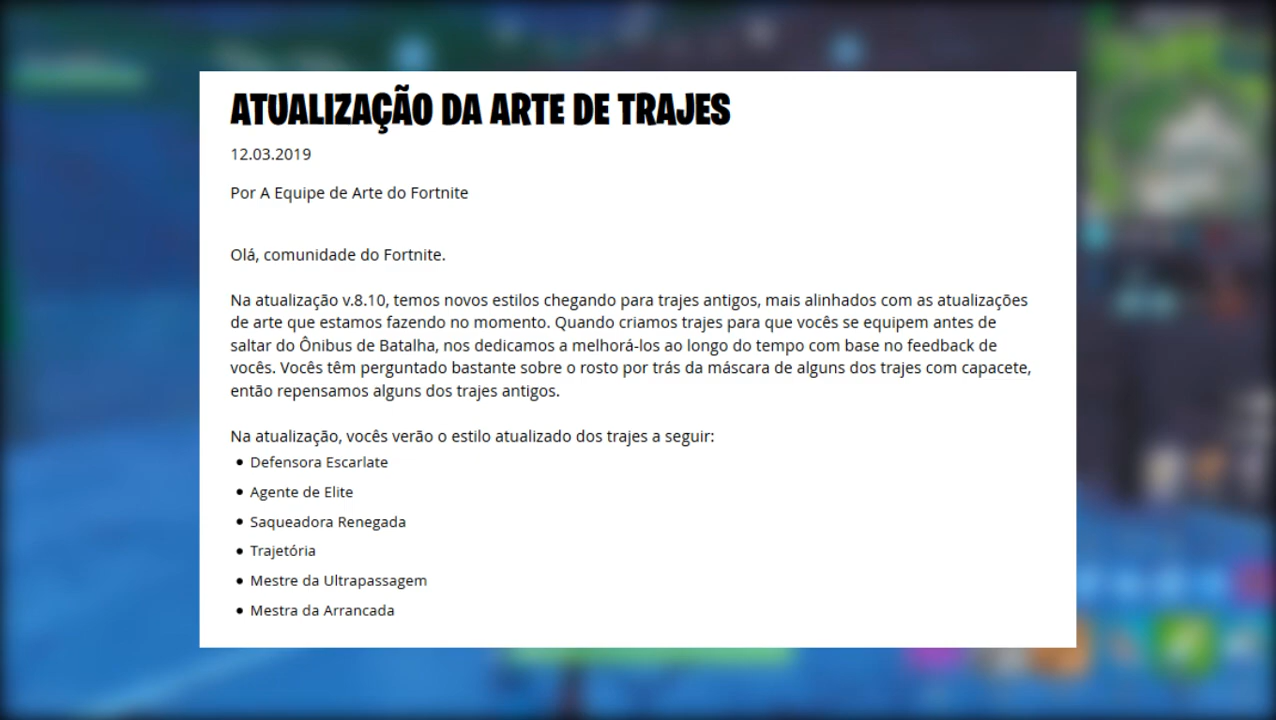 ATUALIZAÇÃO DA ARTE DE TRAJES
12.03.2019
Por A Equipe de Arte do Fortnite
Olá, comunidade do Fortnite.
Na atualização v.8.10, temos novos estilos chegando para trajes antigos, mais alinhados com as atualizações
de arte que estamos fazendo no momento. Quando criamos trajes para que vocês se equipem antes de
saltar do Ônibus de Batalha, nos dedicamos a melhorá-los ao longo do tempo com base no feedback de
vocês. Vocês têm perguntado bastante sobre o rosto por trás da máscara de alguns dos trajes com capacete,
então repensamos alguns dos trajes antigos.
Na atualização, vocês verão o estilo atualizado dos trajes a seguir:
• Defensora Escarlate
• Agente de Elite
• Saqueadora Renegada
• Trajetória
• Mestre da Ultrapassagem
• Mestra da Arrancada